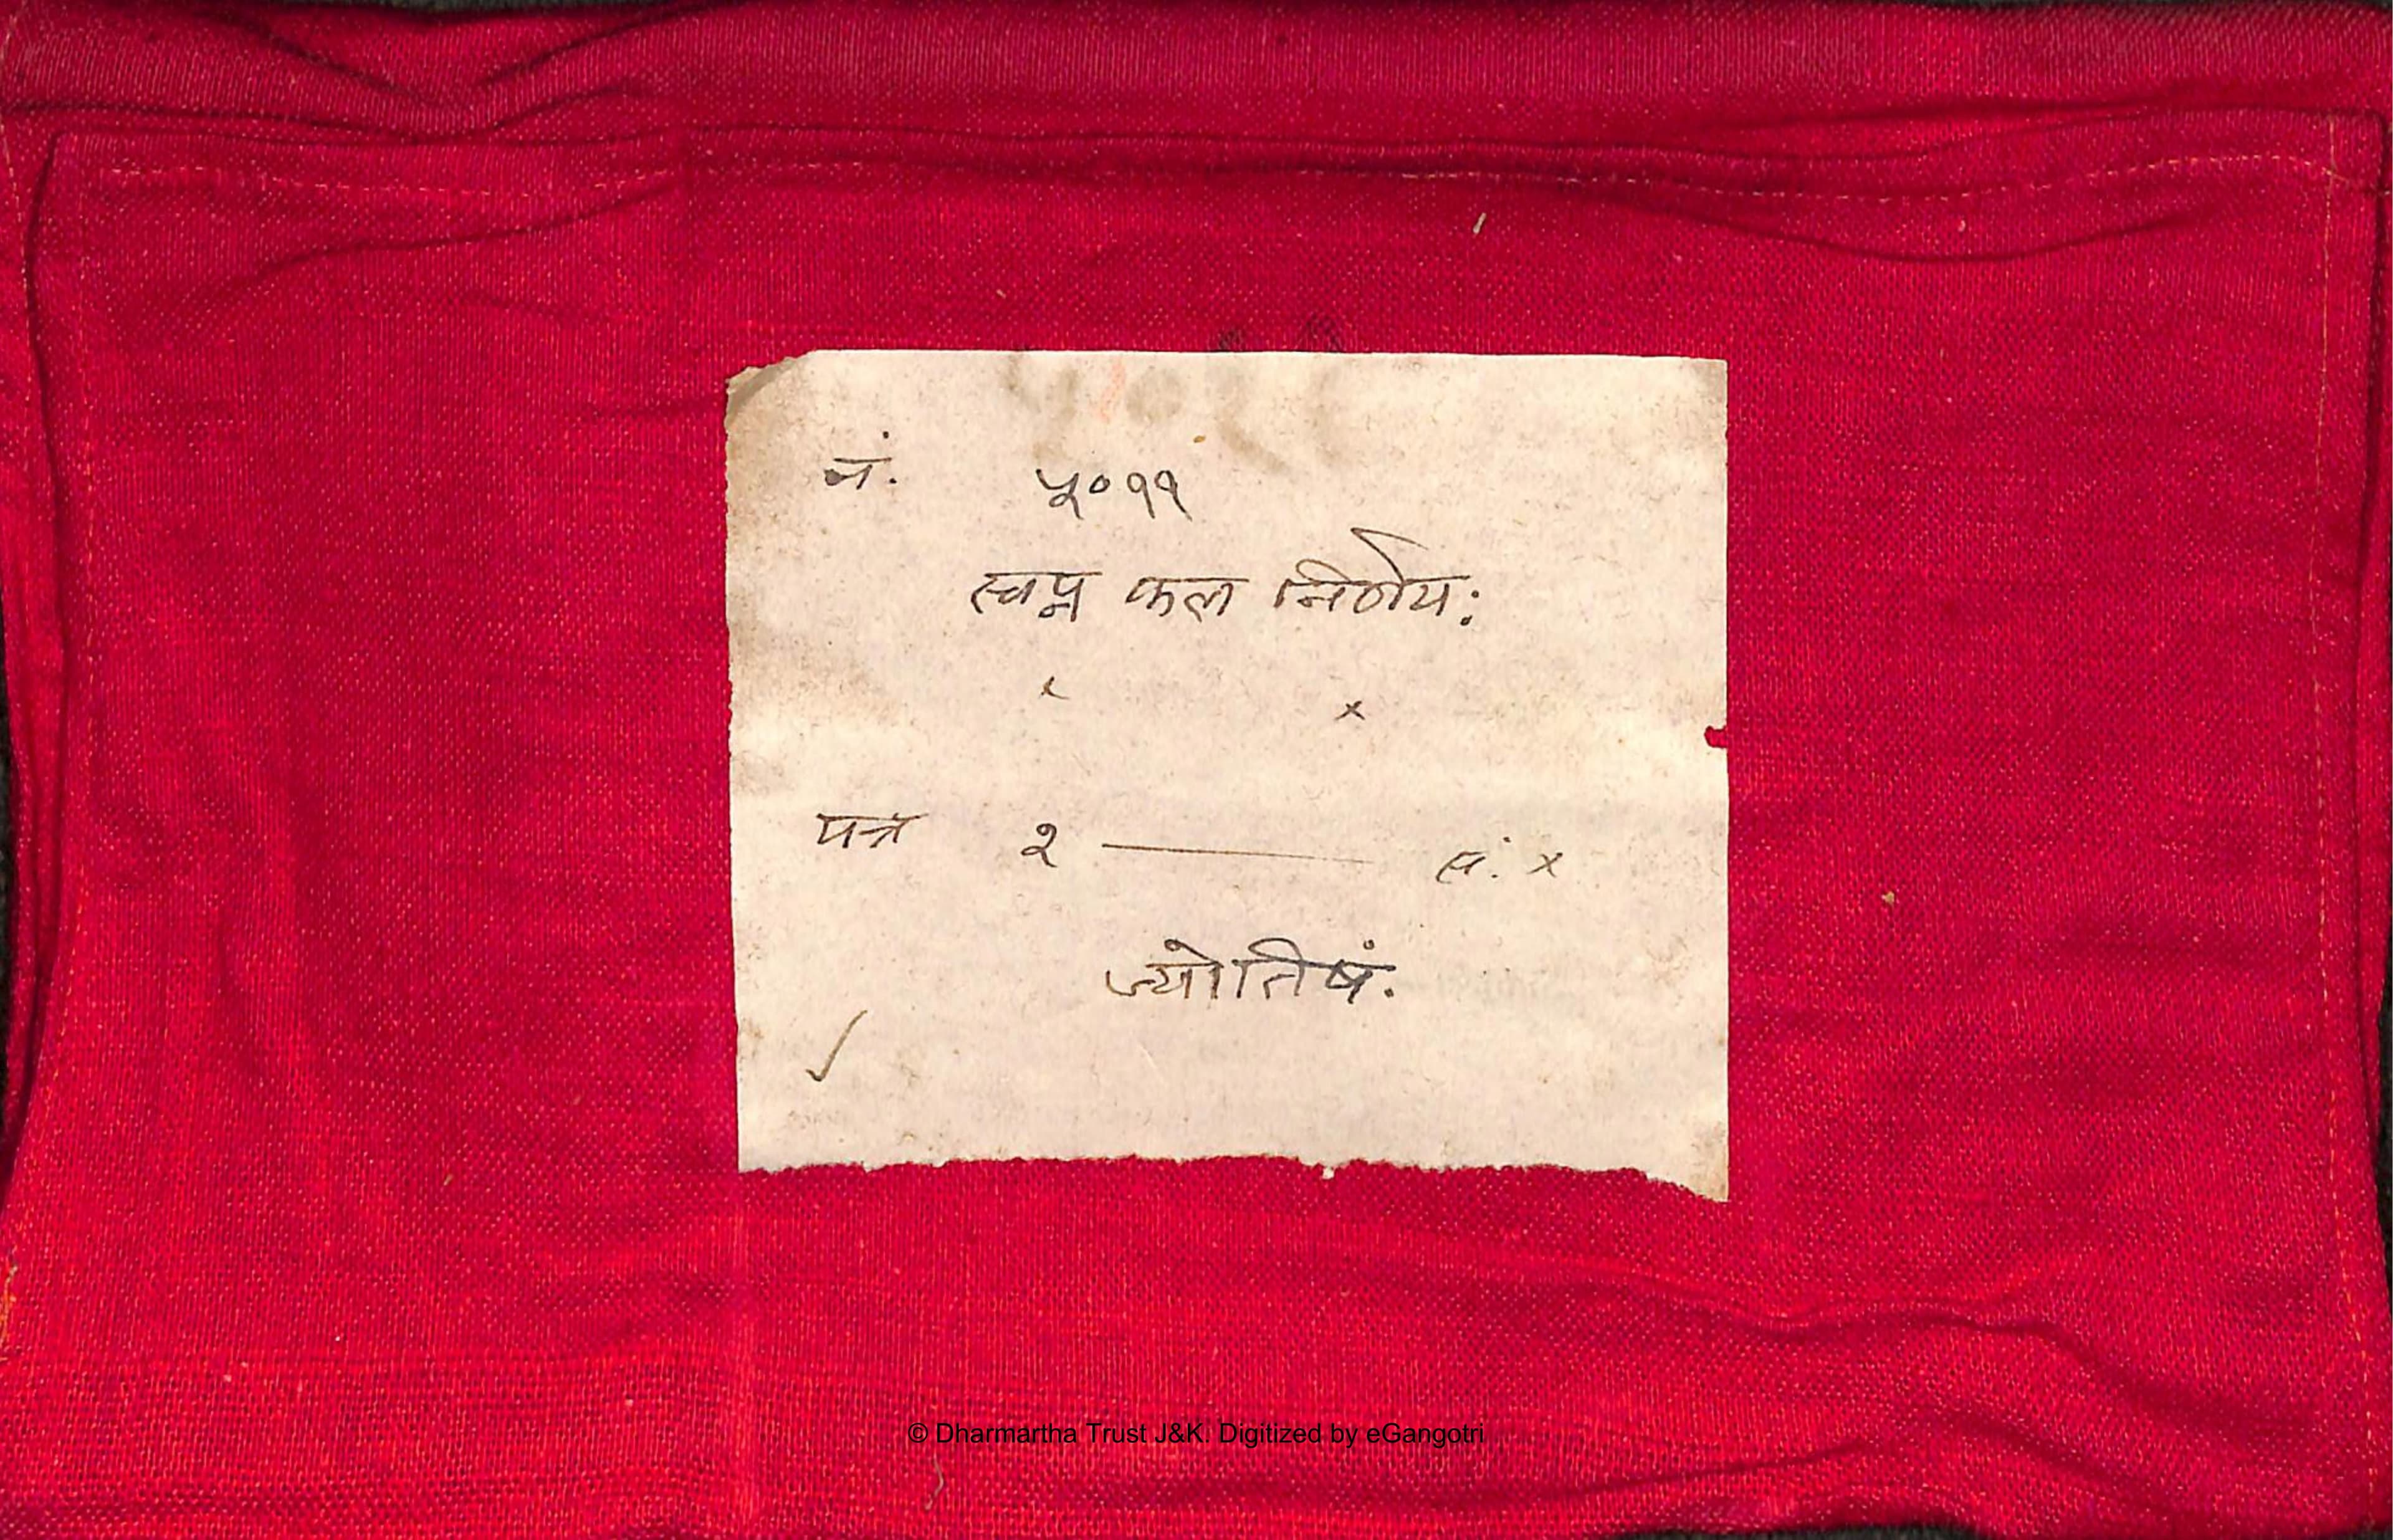 नं. ५०११
स्वप्न फल निर्णय:
x
पत्र २ — सं. x
ज्योतिषं.
© Dharmartha Trust J&K. Digitized by eGangotri